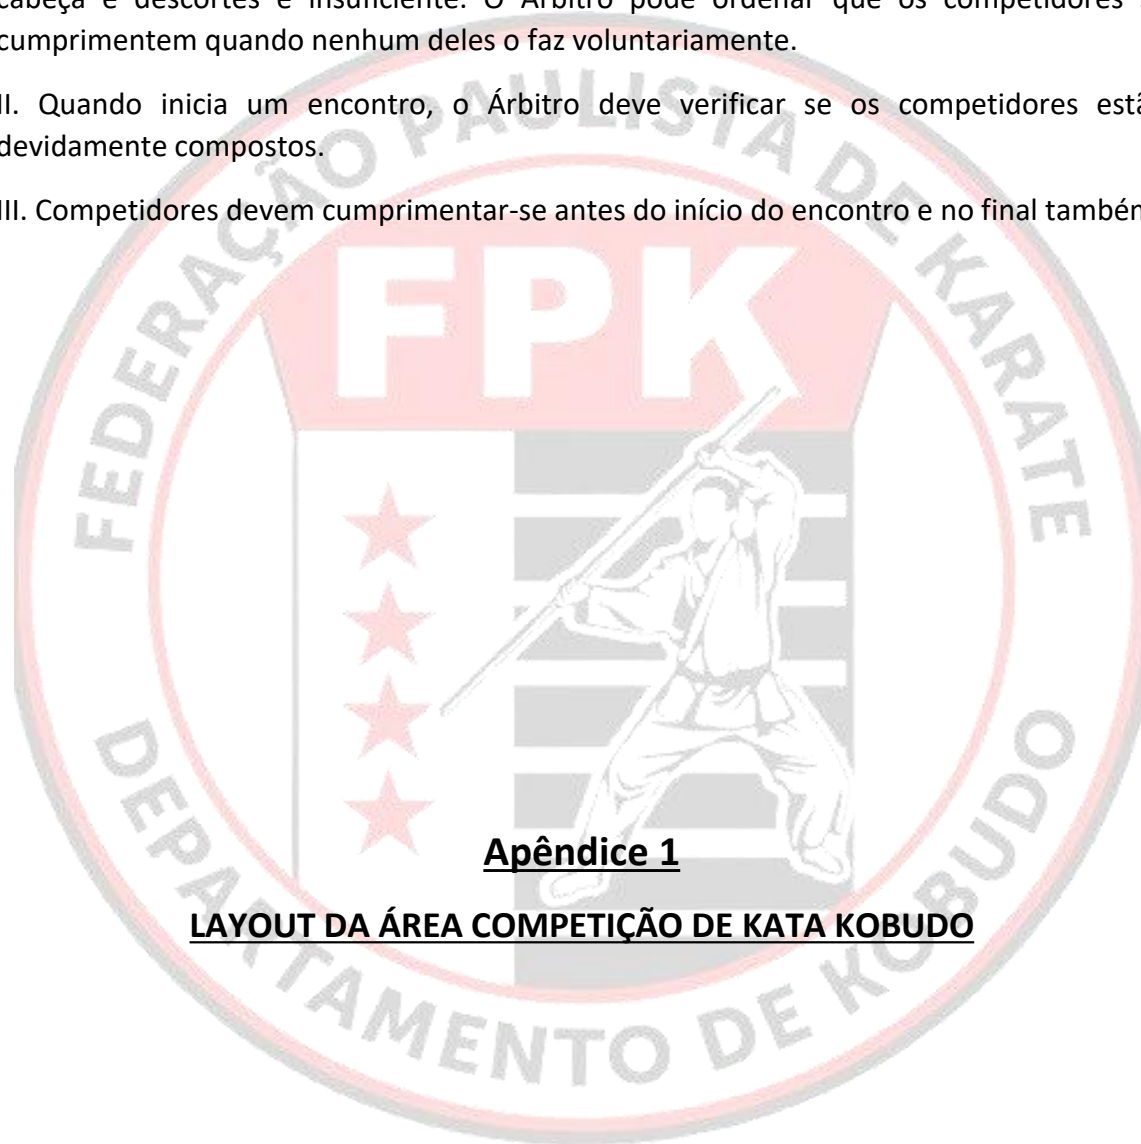 cabeça é descortês e insuficiente. O Árbitro pode ordenar que os competidores
cumprimentem quando nenhum deles o faz voluntariamente.
II. Quando inicia um encontro, o Árbitro deve verificar se os competidores
devidamente compostos.
III. Competidores devem cumprimentar-se antes do início do encontro e no final
FEDERAÇÃO PAULISTA DE KARATE
FPK
Apêndice 1
LAYOUT DA ÁREA COMPETIÇÃO DE KATA KOBUDO
DEPARTAMENTO DE KOBUDO